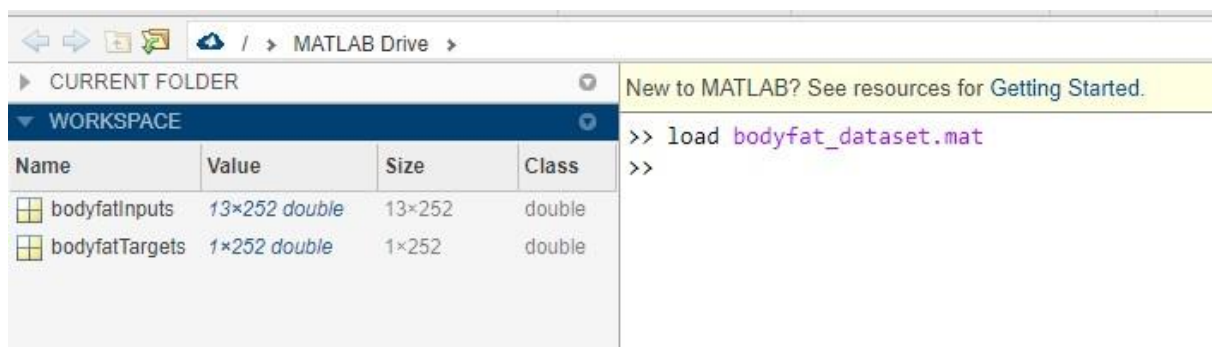 / > MATLAB Drive >
CURRENT FOLDER
New to MATLAB? See resources for Getting Started.
WORKSPACE
>> load bodyfat_dataset.mat
>>
Name Value Size Class
bodyfatInputs 13×252 double 13×252 double
bodyfatTargets 1×252 double 1×252 double